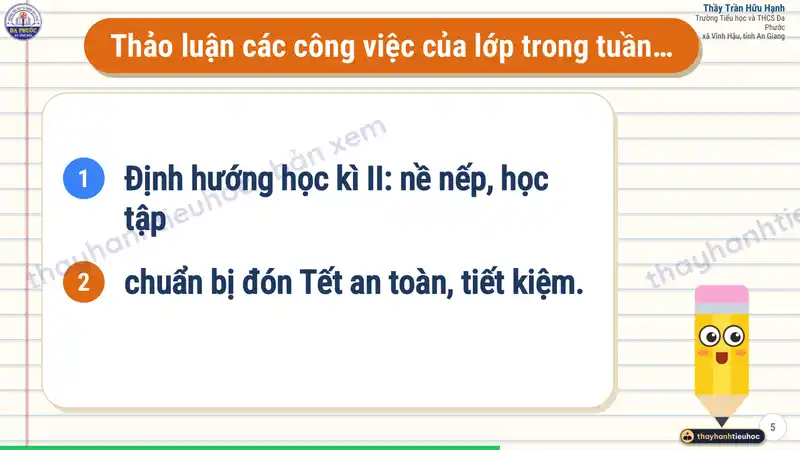 Thầy Trần Hữu Hạnh
Trường Tiểu học và THCS Đa
Phước
xã Vĩnh Hậu, tỉnh An Giang
ĐA PHƯỚC
Thảo luận các công việc của lớp trong tuần...
1 Định hướng học kì II: nề nếp, học
tập
2 chuẩn bị đón Tết an toàn, tiết kiệm.
thayhanhtieuhoc
5